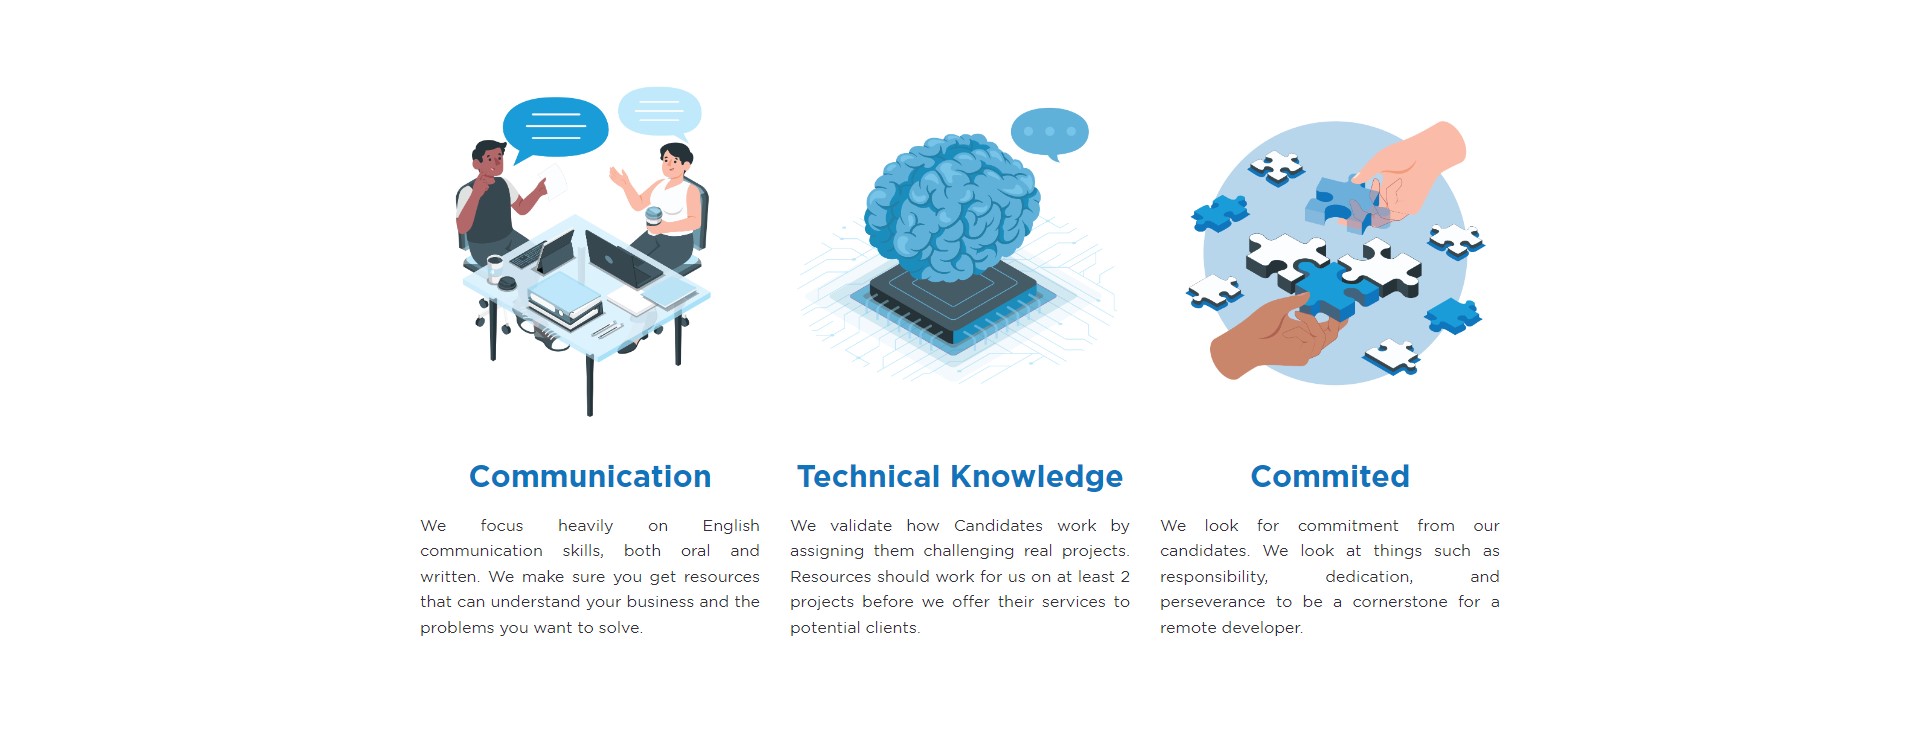 Communication
We focus heavily on English
communication skills, both oral and
written. We make sure you get resources
that can understand your business and the
problems you want to solve.
Technical Knowledge
We validate how Candidates work by
assigning them challenging real projects.
Resources should work for us on at least 2
projects before we offer their services to
potential clients.
Commited
We look for commitment from our
candidates. We look at things such as
responsibility, dedication, and
perseverance to be a cornerstone for a
remote developer.